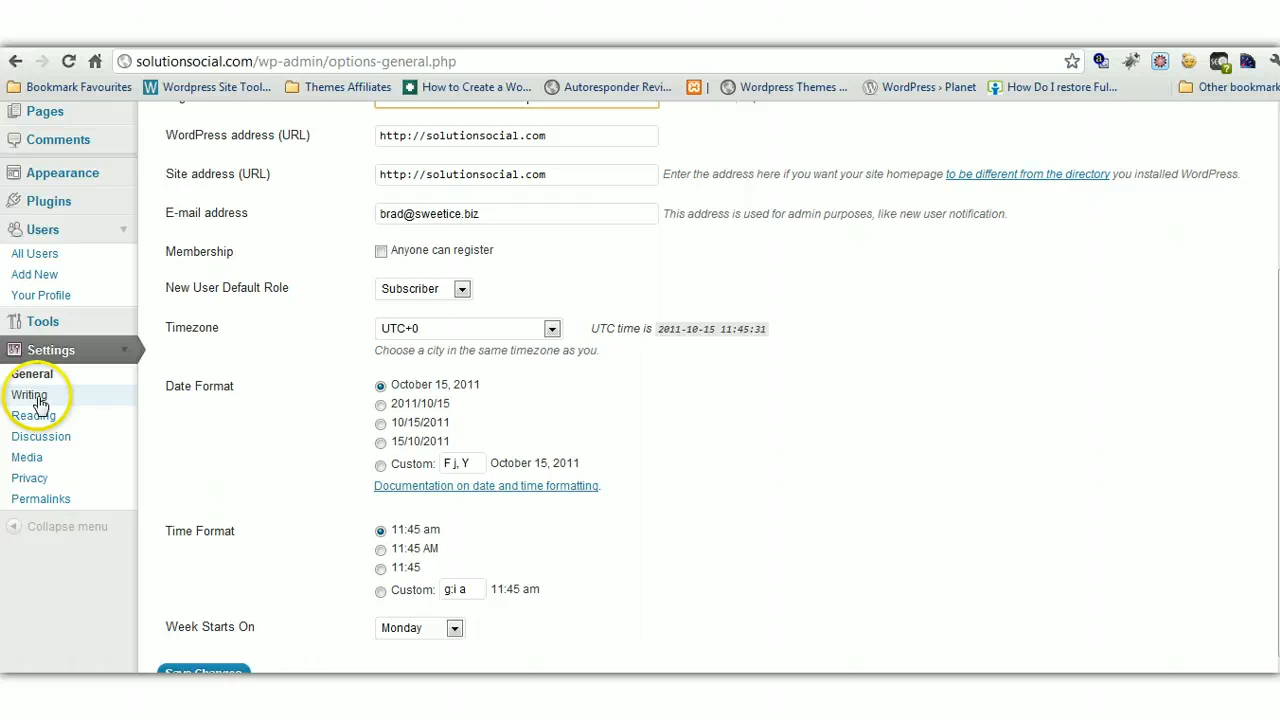 solutionsocial.com/wp-admin/options-general.php
Bookmark Favourites Wordpress Site Tool... Themes Affiliates How to Create a Wo... Autoresponder Revi... | Wordpress Themes ... WordPress › Planet How Do I restore Ful... Other bookmark
Pages
Comments
Appearance
Plugins
Users
All Users
Add New
Your Profile
Tools
Settings
General
Writing
Reading
Discussion
Media
Privacy
Permalinks
Collapse menu
WordPress address (URL) http://solutionsocial.com
Site address (URL) http://solutionsocial.com Enter the address here if you want your site homepage to be different from the directory you installed WordPress.
E-mail address brad@sweetice.biz This address is used for admin purposes, like new user notification.
Membership Anyone can register
New User Default Role Subscriber
Timezone UTC+0 UTC time is 2011-10-15 11:45:31
Choose a city in the same timezone as you.
Date Format October 15, 2011
2011/10/15
10/15/2011
15/10/2011
Custom: F j, Y October 15, 2011
Documentation on date and time formatting.
Time Format 11:45 am
11:45 AM
11:45
Custom: g:i a 11:45 am
Week Starts On Monday
Save Changes